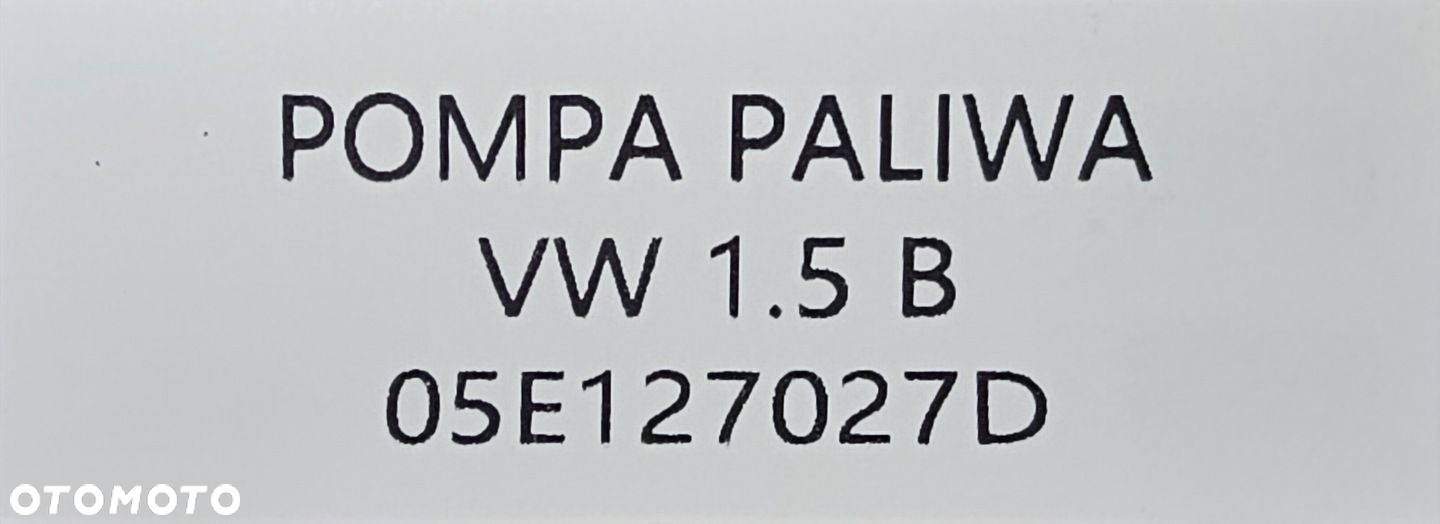 POMPA PALIWA
VW 1.5 B
05E127027D
OTOMOTO